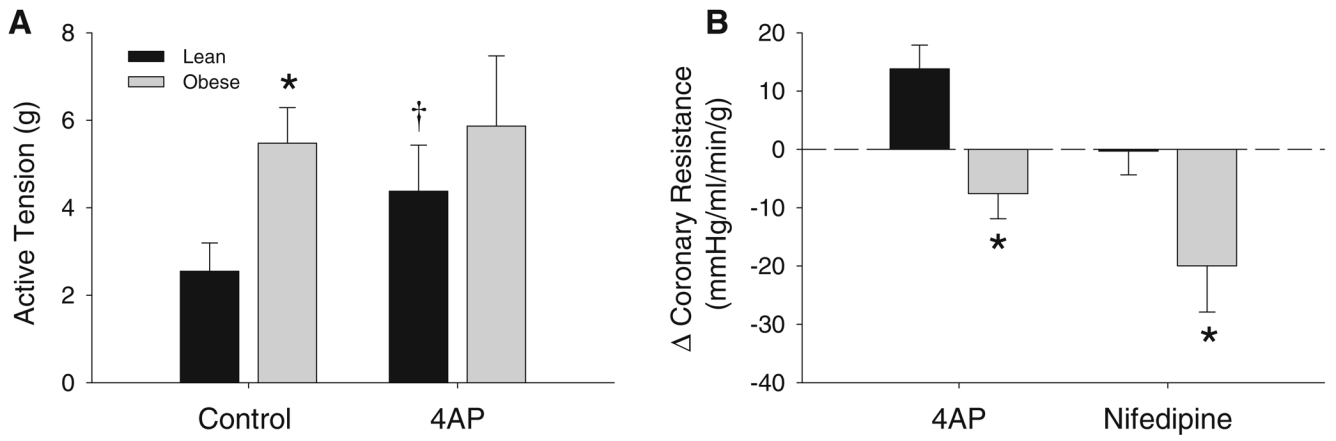 A
8
6
4
2
0
Active Tension (g)
Lean
Obese
*
†
Control 4AP
B
20
10
0
-10
-20
-30
-40
Δ Coronary Resistance
(mmHg/ml/min/g)
*
*
4AP Nifedipine